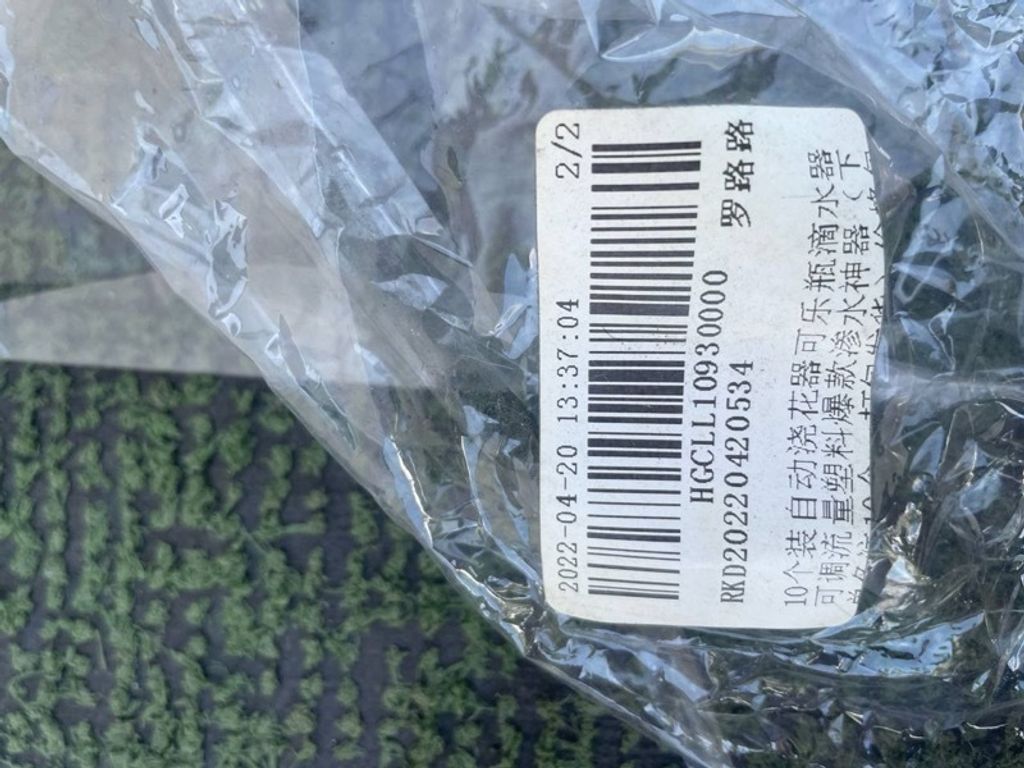 2022-04-20 13:37:04 2/2
HGCLL10930000
RKD20220420534 罗路路
10个装自动浇花器可乐瓶滴水器
可调流量塑料爆款渗水神器(下